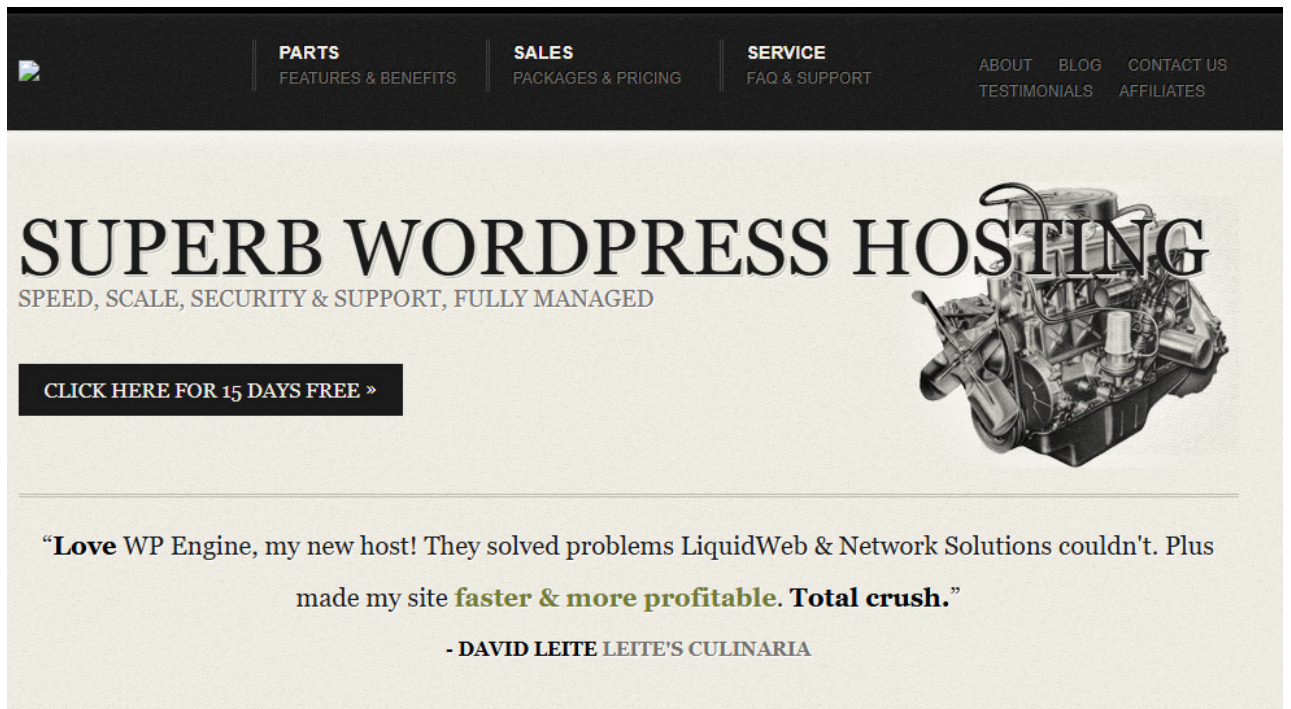 PARTS
FEATURES & BENEFITS
SALES
PACKAGES & PRICING
SERVICE
FAQ & SUPPORT
ABOUT BLOG CONTACT US
TESTIMONIALS AFFILIATES
SUPERB WORDPRESS HOSTING
SPEED, SCALE, SECURITY & SUPPORT, FULLY MANAGED
CLICK HERE FOR 15 DAYS FREE »
“Love WP Engine, my new host! They solved problems LiquidWeb & Network Solutions couldn't. Plus
made my site faster & more profitable. Total crush.”
- DAVID LEITE LEITE'S CULINARIA